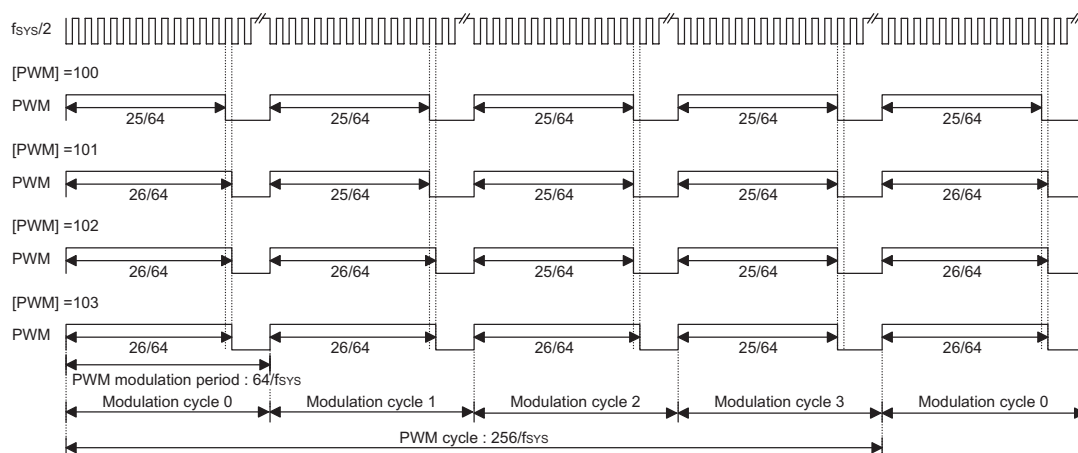 fSYS/2
[PWM] =100
PWM
25/64 25/64 25/64 25/64 25/64
[PWM] =101
PWM
26/64 25/64 25/64 25/64 26/64
[PWM] =102
PWM
26/64 26/64 25/64 25/64 26/64
[PWM] =103
PWM
26/64 26/64 26/64 25/64 26/64
PWM modulation period : 64/fSYS
Modulation cycle 0 Modulation cycle 1 Modulation cycle 2 Modulation cycle 3 Modulation cycle 0
PWM cycle : 256/fSYS